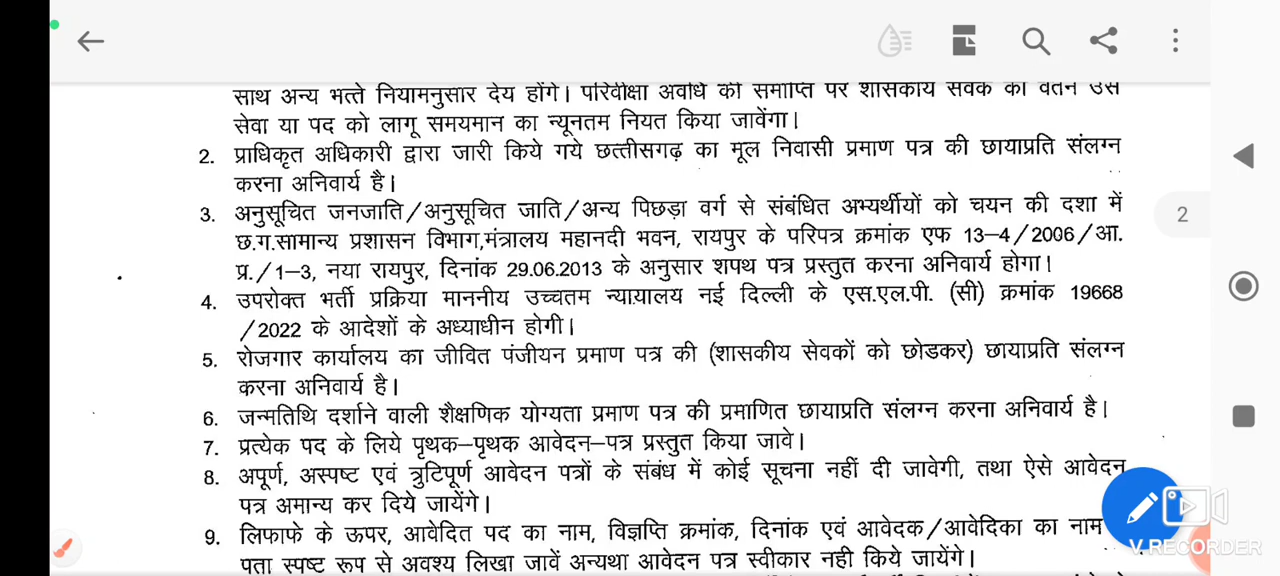 साथ अन्य भत्ते नियामनुसार देय होंगे। परिवीक्षा अवधि की समाप्ति पर शासकीय सेवक का वेतन उस
सेवा या पद को लागू समयमान का न्यूनतम नियत किया जावेंगा।
2. प्राधिकृत अधिकारी द्वारा जारी किये गये छत्तीसगढ़ का मूल निवासी प्रमाण पत्र की छायाप्रति संलग्न
करना अनिवार्य है।
3. अनुसूचित जनजाति/अनुसूचित जाति/अन्य पिछड़ा वर्ग से संबंधित अभ्यर्थीयों को चयन की दशा में
छ.ग.सामान्य प्रशासन विभाग,मंत्रालय महानदी भवन, रायपुर के परिपत्र क्रमांक एफ 13–4/2006/आ.
प्र./1–3, नया रायपुर, दिनांक 29.06.2013 के अनुसार शपथ पत्र प्रस्तुत करना अनिवार्य होगा।
4. उपरोक्त भर्ती प्रक्रिया माननीय उच्चतम न्यायालय नई दिल्ली के एस.एल.पी. (सी) क्रमांक 19668
/2022 के आदेशों के अध्याधीन होगी।
5. रोजगार कार्यालय का जीवित पंजीयन प्रमाण पत्र की (शासकीय सेवकों को छोडकर) छायाप्रति संलग्न
करना अनिवार्य है।
6. जन्मतिथि दर्शाने वाली शैक्षणिक योग्यता प्रमाण पत्र की प्रमाणित छायाप्रति संलग्न करना अनिवार्य है।
7. प्रत्येक पद के लिये पृथक–पृथक आवेदन–पत्र प्रस्तुत किया जावे।
8. अपूर्ण, अस्पष्ट एवं त्रुटिपूर्ण आवेदन पत्रों के संबंध में कोई सूचना नहीं दी जावेगी, तथा ऐसे आवेदन
पत्र अमान्य कर दिये जायेंगे।
9. लिफाफे के ऊपर, आवेदित पद का नाम, विज्ञप्ति क्रमांक, दिनांक एवं आवेदक/आवेदिका का नाम
पता स्पष्ट रूप से अवश्य लिखा जावें अन्यथा आवेदन पत्र स्वीकार नही किये जायेंगे।
2
V.RECORDER